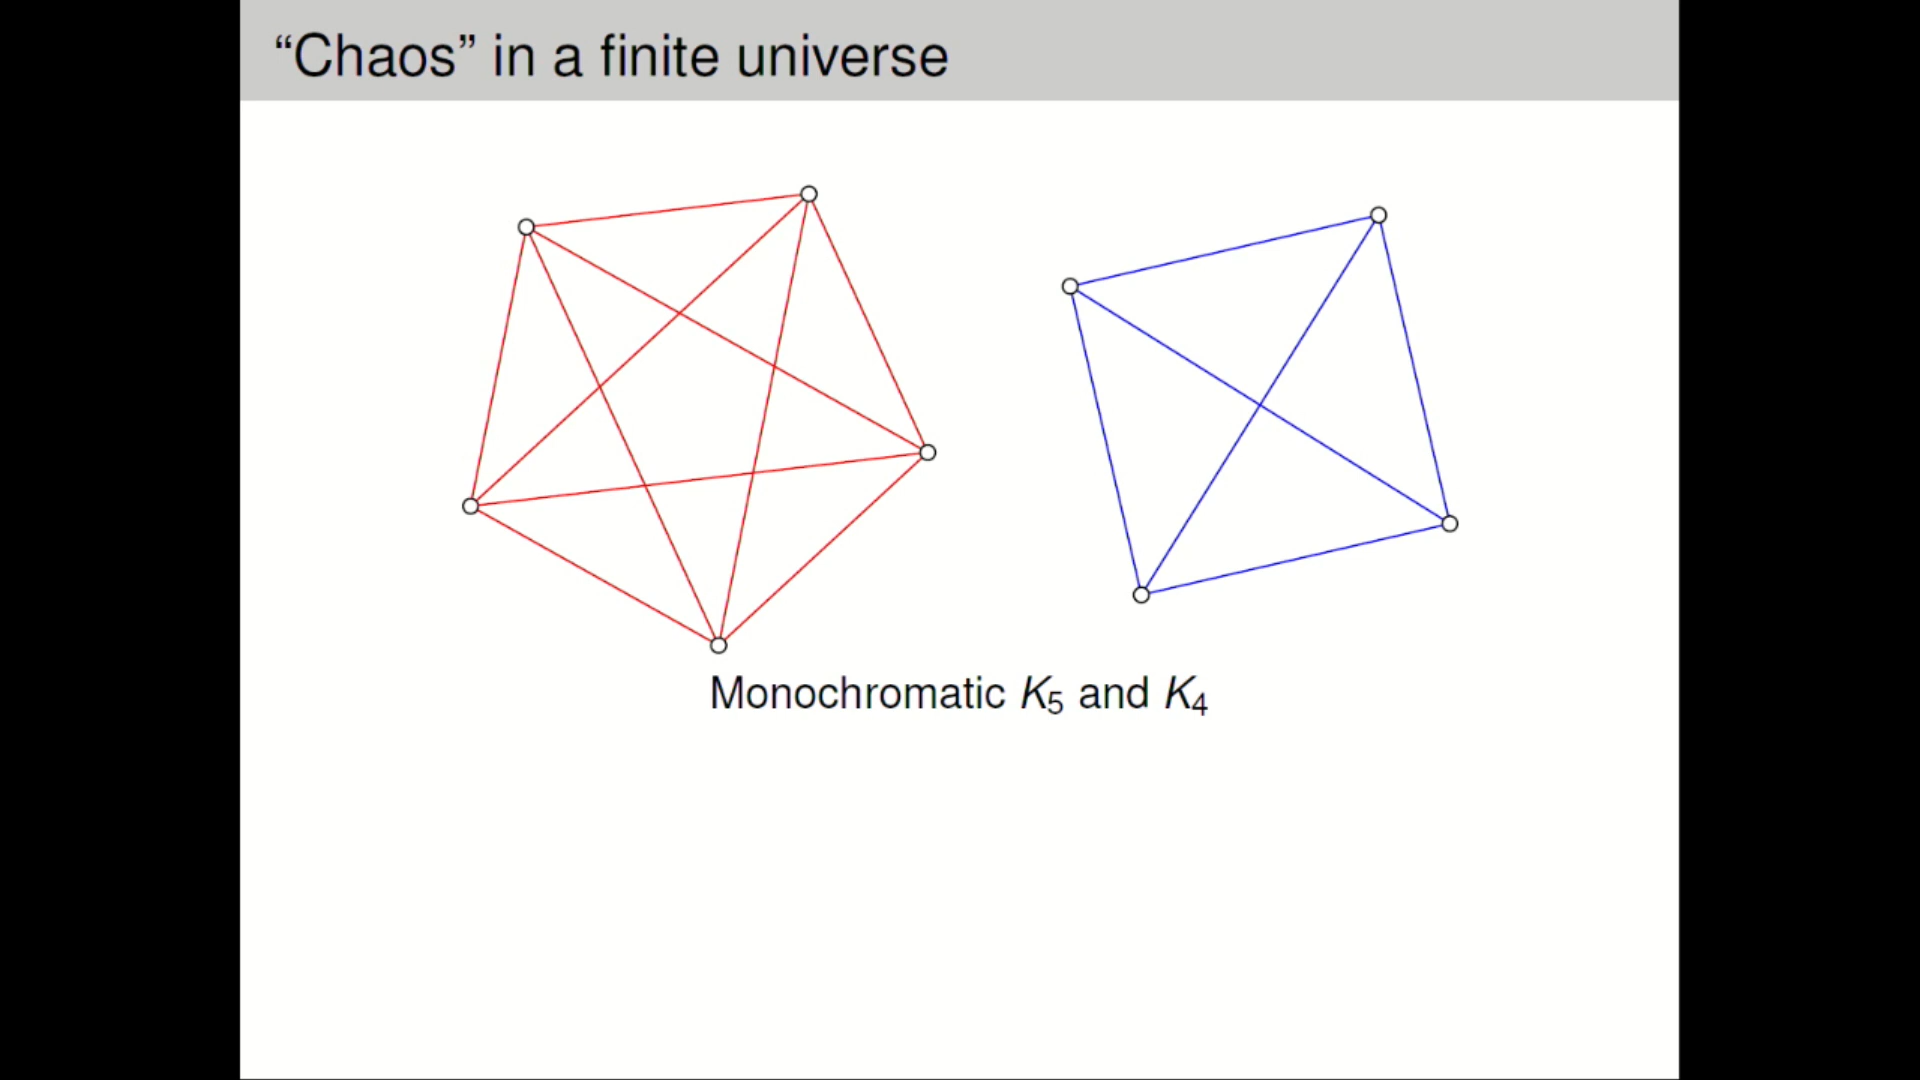 “Chaos” in a finite universe
Monochromatic K₅ and K₄